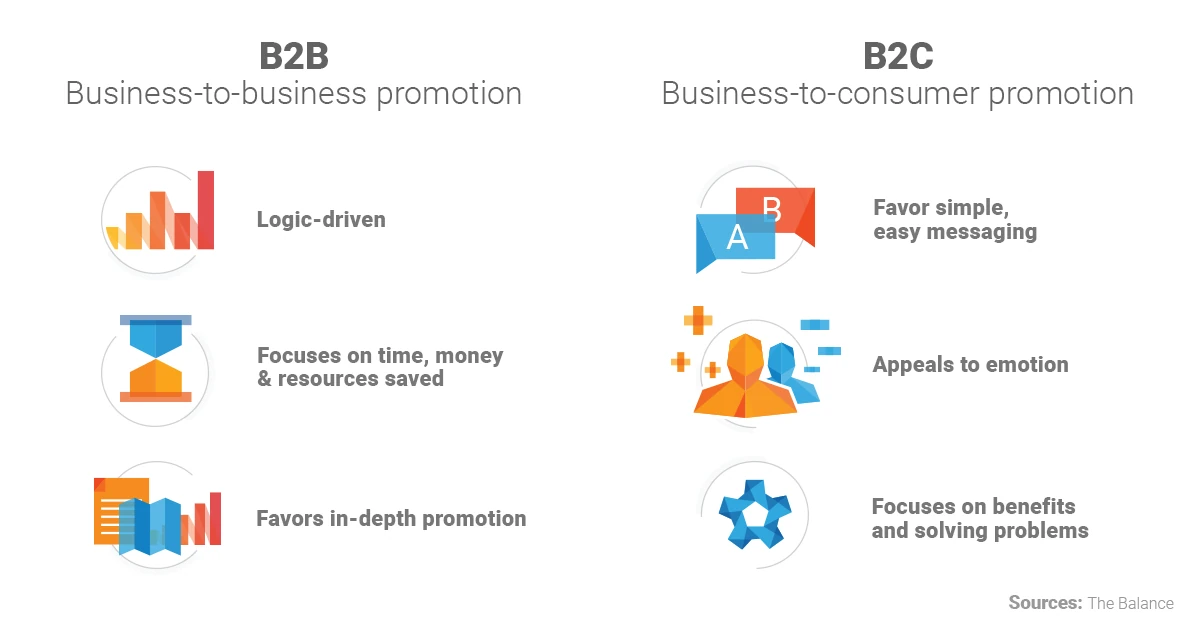 B2B
Business-to-business promotion
Logic-driven
Focuses on time, money
& resources saved
Favors in-depth promotion
B2C
Business-to-consumer promotion
B
A
Favor simple,
easy messaging
Appeals to emotion
Focuses on benefits
and solving problems
Sources: The Balance